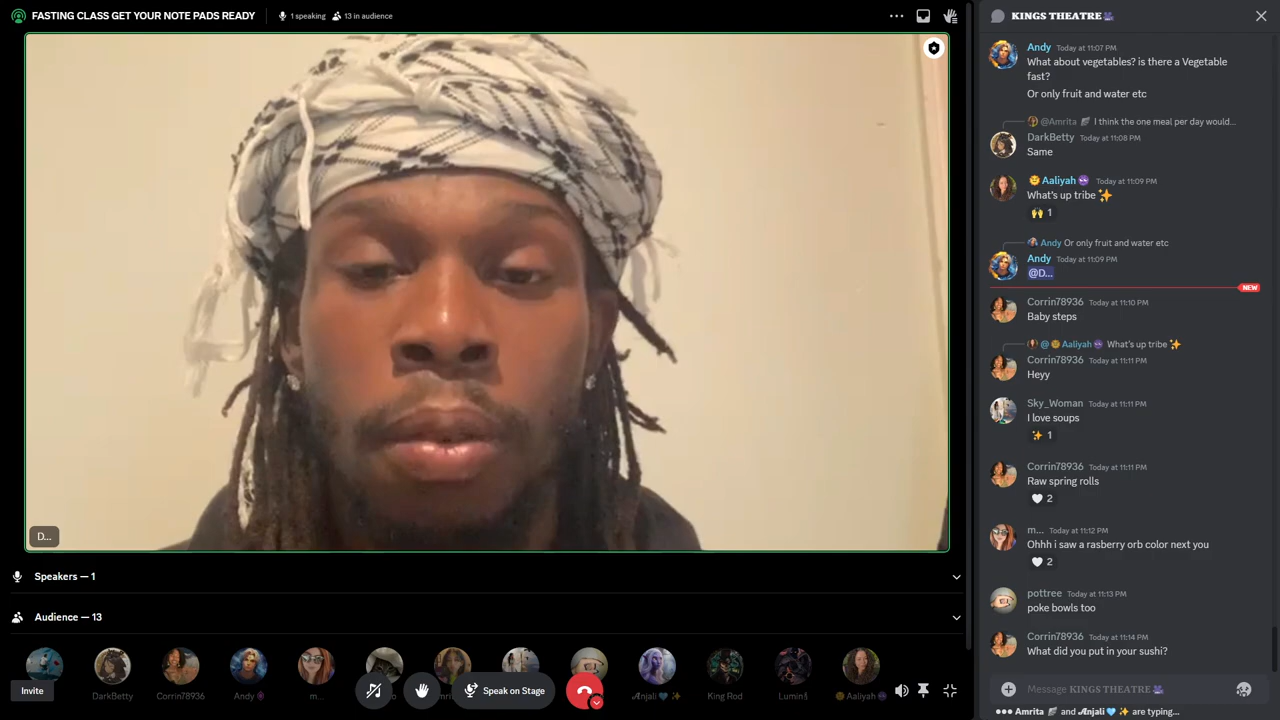 FASTING CLASS GET YOUR NOTE PADS READY
1 speaking
13 in audience
D...
Speakers — 1
Audience — 13
DarkBetty
Corrin78936
Andy
m...
Anjali
King Rod
Lumin
Aaliyah
Invite
Speak on Stage
KINGS THEATRE
Andy Today at 11:07 PM
What about vegetables? is there a Vegetable
fast?
Or only fruit and water etc
@Amrita I think the one meal per day would...
DarkBetty Today at 11:08 PM
Same
Aaliyah Today at 11:09 PM
What's up tribe ✨
🙌 1
Andy Or only fruit and water etc
Andy Today at 11:09 PM
@D...
NEW
Corrin78936 Today at 11:10 PM
Baby steps
@ Aaliyah What's up tribe ✨
Corrin78936 Today at 11:11 PM
Heyy
Sky_Woman Today at 11:11 PM
I love soups
✨ 1
Corrin78936 Today at 11:11 PM
Raw spring rolls
🤍 2
m... Today at 11:12 PM
Ohhh i saw a rasberry orb color next you
🤍 2
pottree Today at 11:13 PM
poke bowls too
Corrin78936 Today at 11:14 PM
What did you put in your sushi?
Message KINGS THEATRE
Amrita and Anjali ✨ are typing...